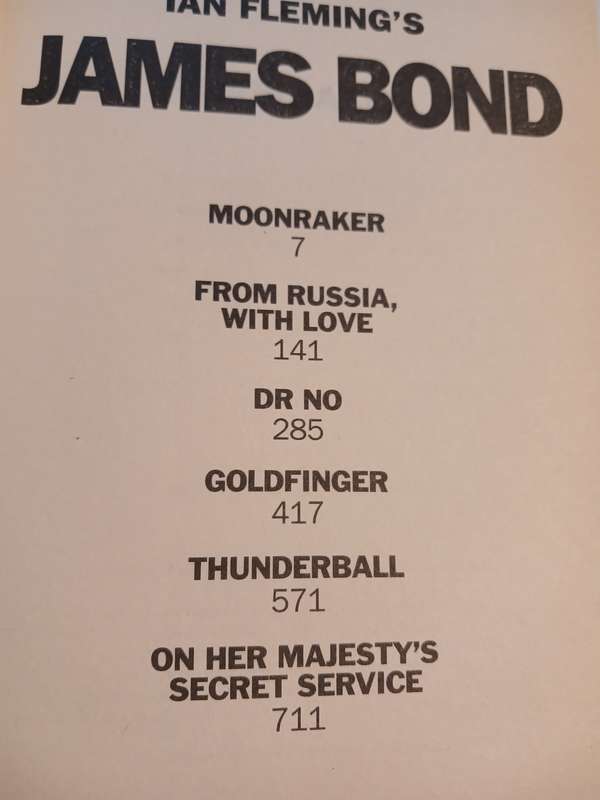 IAN FLEMING'S
JAMES BOND
MOONRAKER
7
FROM RUSSIA,
WITH LOVE
141
DR NO
285
GOLDFINGER
417
THUNDERBALL
571
ON HER MAJESTY'S
SECRET SERVICE
711